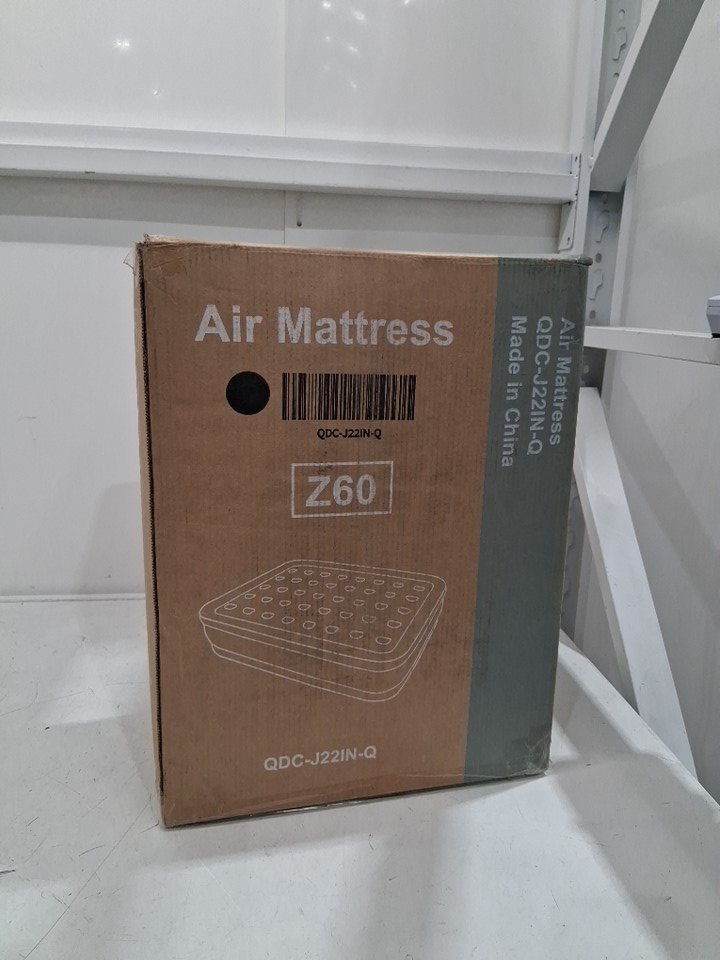 Air Mattress
QDC-J22IN-Q
Z60
QDC-J22IN-Q
Air Mattress
QDC-J22IN-Q
Made in China